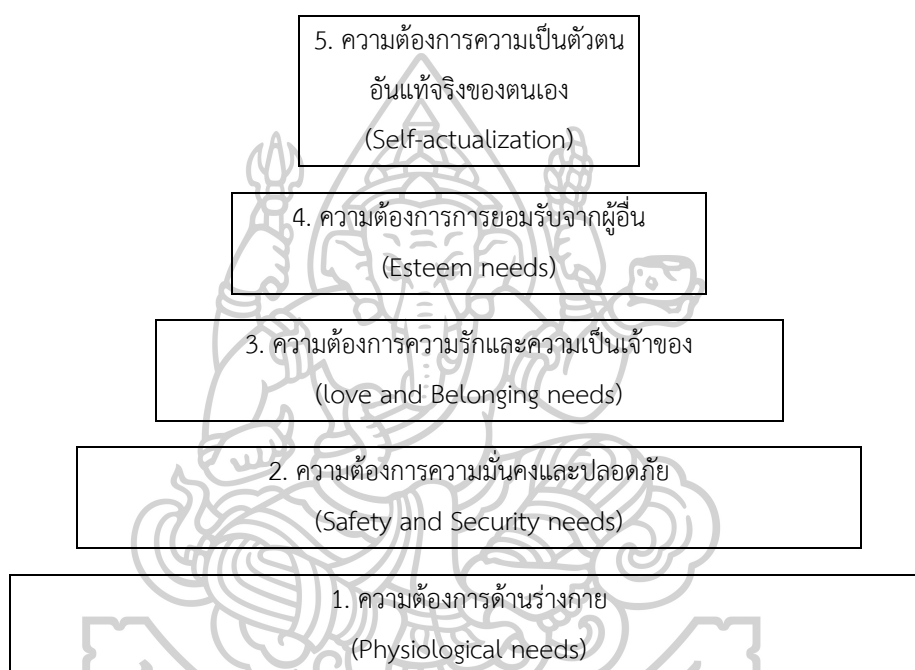 5. ความต้องการความเป็นตัวตน
อันแท้จริงของตนเอง
(Self-actualization)
4. ความต้องการการยอมรับจากผู้อื่น
(Esteem needs)
3. ความต้องการความรักและความเป็นเจ้าของ
(love and Belonging needs)
2. ความต้องการความมั่นคงและปลอดภัย
(Safety and Security needs)
1. ความต้องการด้านร่างกาย
(Physiological needs)